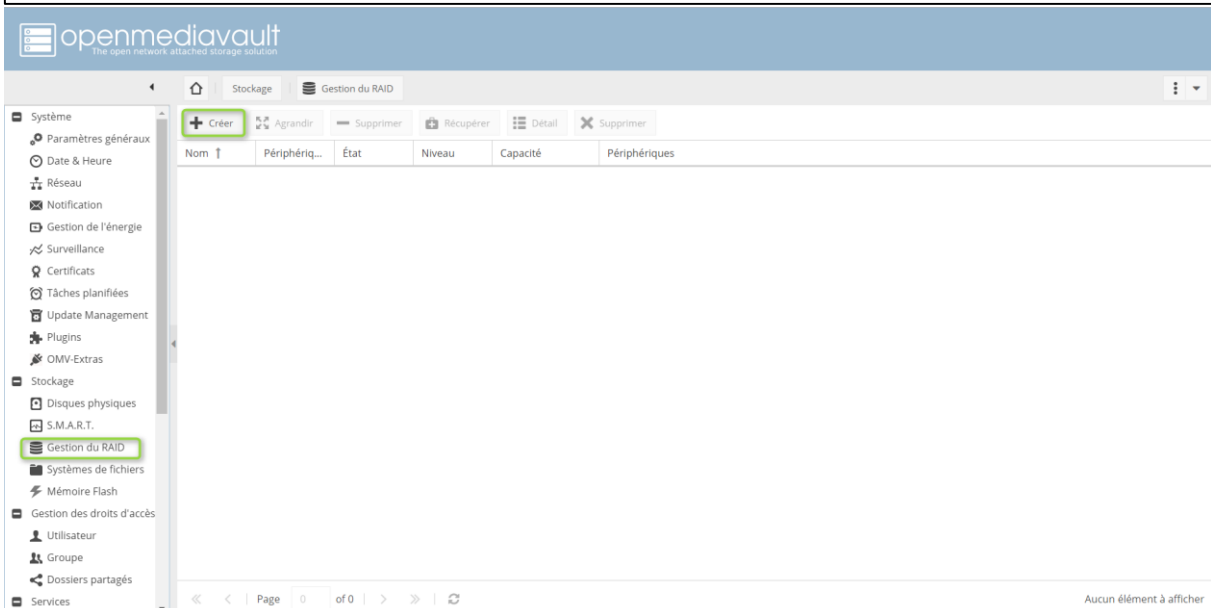 openmediavault
The open network attached storage solution
Stockage Gestion du RAID
Système
Paramètres généraux
Date & Heure
Réseau
Notification
Gestion de l'énergie
Surveillance
Certificats
Tâches planifiées
Update Management
Plugins
OMV-Extras
Stockage
Disques physiques
S.M.A.R.T.
Gestion du RAID
Systèmes de fichiers
Mémoire Flash
Gestion des droits d'accès
Utilisateur
Groupe
Dossiers partagés
Services
Créer Agrandir Supprimer Récupérer Détail Supprimer
Nom Périphériq... État Niveau Capacité Périphériques
Page 0 of 0 Aucun élément à afficher